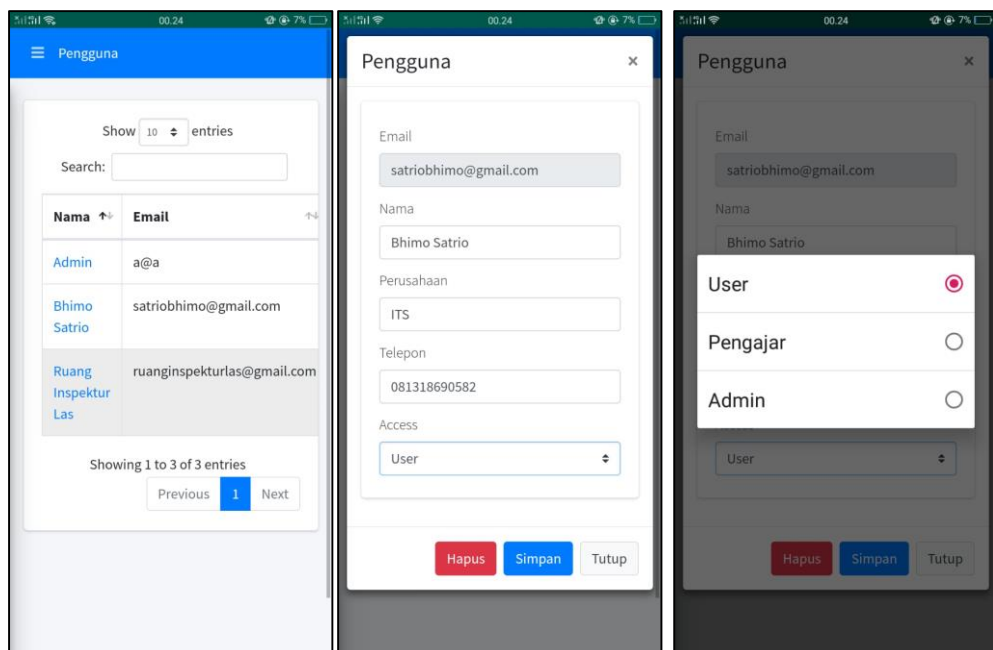 00.24
7%
Pengguna
Show 10 entries
Search:
Nama Email
Admin a@a
Bhimo satriobhimo@gmail.com
Satrio
Ruang ruanginspekturlas@gmail.com
Inspektur
Las
Showing 1 to 3 of 3 entries
Previous 1 Next
00.24
7%
Pengguna ×
Email
satriobhimo@gmail.com
Nama
Bhimo Satrio
Perusahaan
ITS
Telepon
081318690582
Access
User
Hapus Simpan Tutup
00.24
7%
Pengguna ×
Email
satriobhimo@gmail.com
Nama
Bhimo Satrio
User
Pengajar
Admin
User
Hapus Simpan Tutup